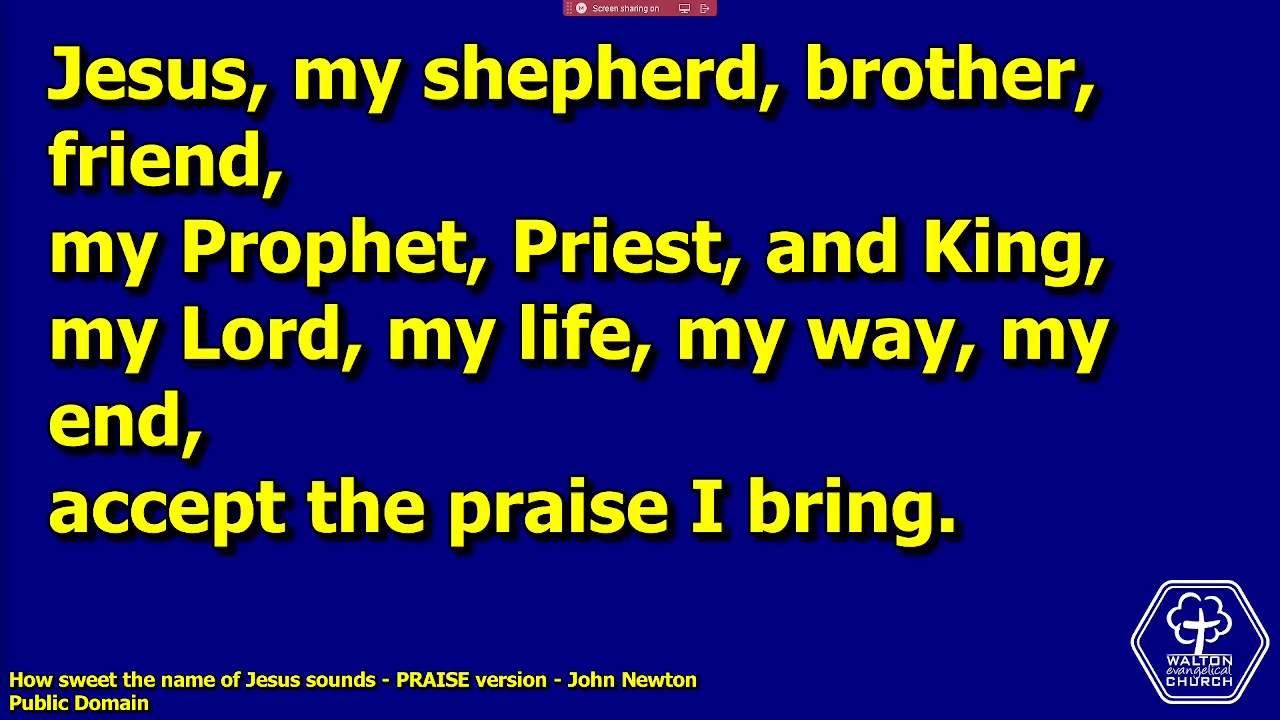 Screen sharing on
Jesus, my shepherd, brother,
friend,
my Prophet, Priest, and King,
my Lord, my life, my way, my
end,
accept the praise I bring.
WALTON
evangelical
CHURCH
How sweet the name of Jesus sounds - PRAISE version - John Newton
Public Domain